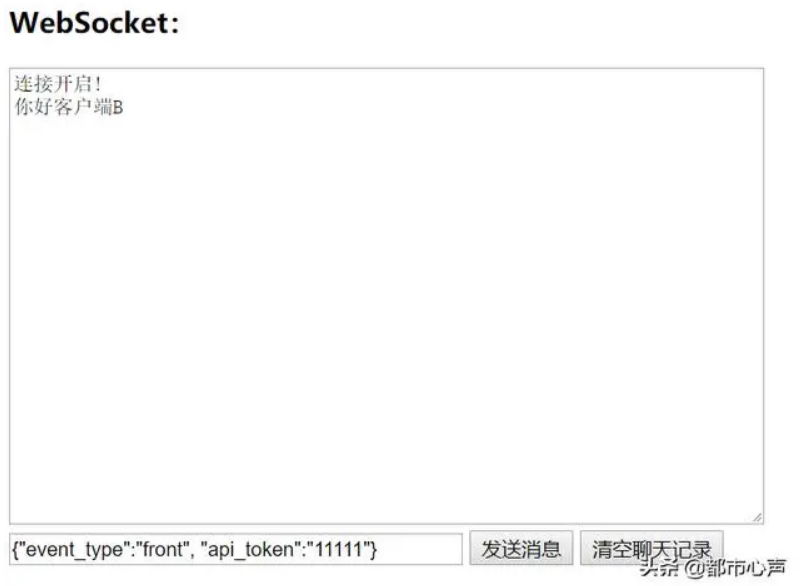 WebSocket:
连接开启!
你好客户端B
{"event_type":"front", "api_token":"11111"}
发送消息
清空聊天记录
头条 @都市心声